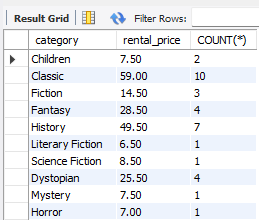 Result Grid Filter Rows:
category rental_price COUNT(*)
Children 7.50 2
Classic 59.00 10
Fiction 14.50 3
Fantasy 28.50 4
History 49.50 7
Literary Fiction 6.50 1
Science Fiction 8.50 1
Dystopian 25.50 4
Mystery 7.50 1
Horror 7.00 1